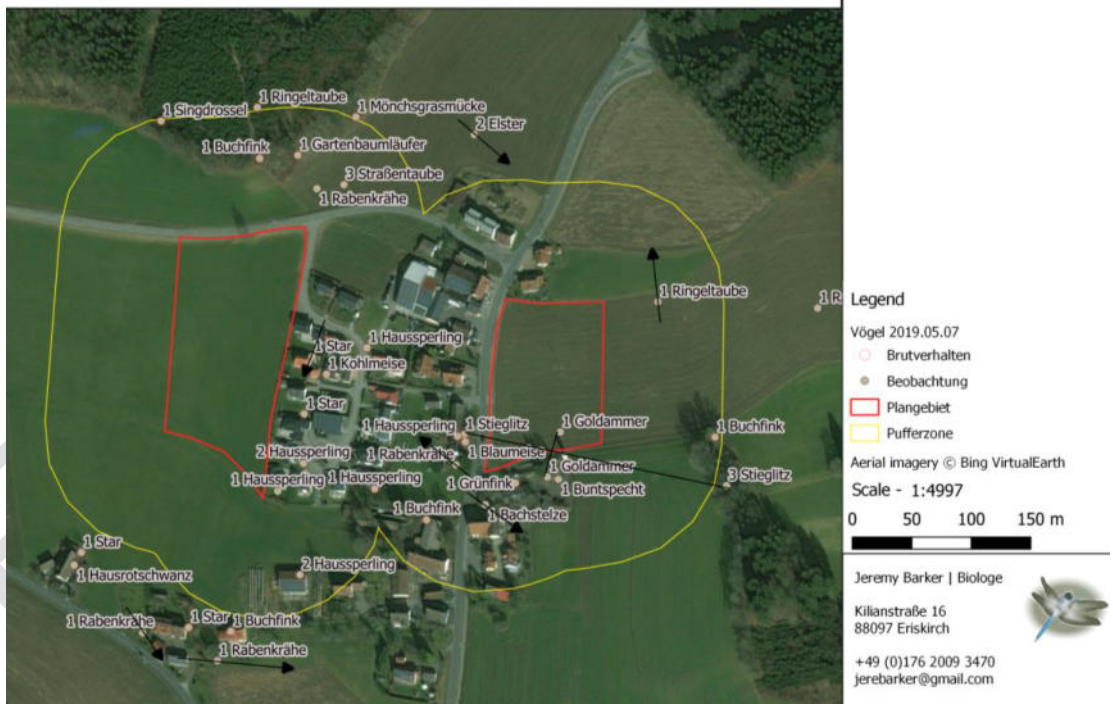 1 Singdrossel
1 Ringeltaube
1 Mönchsgrasmücke
2 Elster
1 Buchfink
1 Gartenbaumläufer
3 Straßentaube
1 Rabenkrähe
1 Ringeltaube
1 R
1 Haussperling
1 Star
1 Kohlmeise
1 Star
1 Haussperling
1 Stieglitz
1 Goldammer
1 Buchfink
2 Haussperling
1 Rabenkrähe
1 Blaumeise
1 Goldammer
3 Stieglitz
1 Haussperling
1 Haussperling
1 Grünfink
1 Buntspecht
1 Buchfink
1 Bachstelze
1 Star
1 Hausrotschwanz
2 Haussperling
1 Rabenkrähe
1 Star
1 Buchfink
1 Rabenkrähe
Legend
Vögel 2019.05.07
Brutverhalten
Beobachtung
Plangebiet
Pufferzone
Aerial imagery © Bing VirtualEarth
Scale - 1:4997
0 50 100 150 m
Jeremy Barker | Biologe
Kilianstraße 16
88097 Eriskirch
+49 (0)176 2009 3470
jerebarker@gmail.com